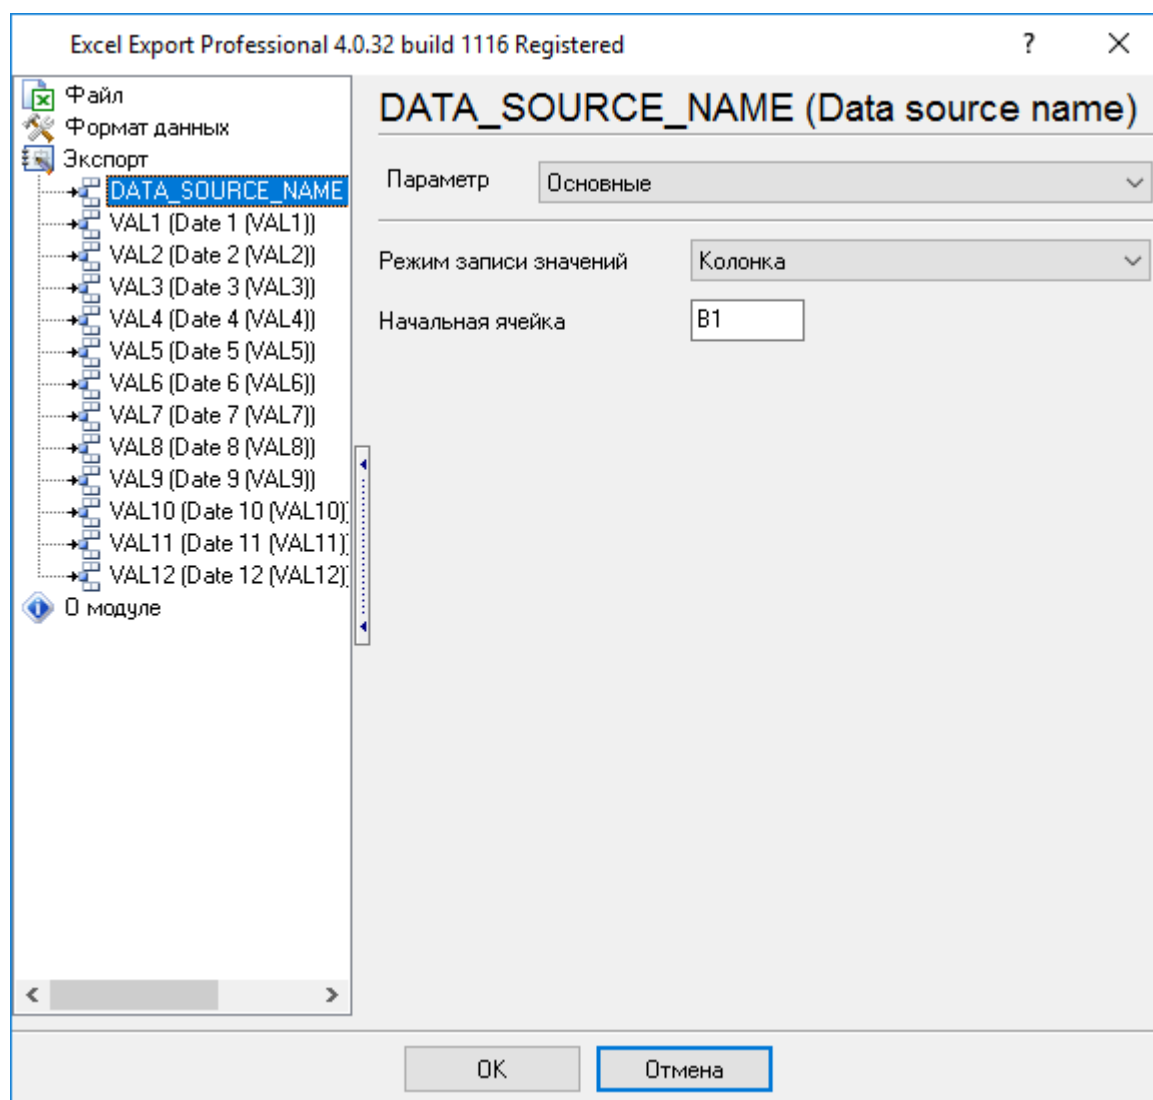 Excel Export Professional 4.0.32 build 1116 Registered
?
Файл
Формат данных
Экспорт
DATA_SOURCE_NAME
VAL1 (Date 1 (VAL1))
VAL2 (Date 2 (VAL2))
VAL3 (Date 3 (VAL3))
VAL4 (Date 4 (VAL4))
VAL5 (Date 5 (VAL5))
VAL6 (Date 6 (VAL6))
VAL7 (Date 7 (VAL7))
VAL8 (Date 8 (VAL8))
VAL9 (Date 9 (VAL9))
VAL10 (Date 10 (VAL10)
VAL11 (Date 11 (VAL11)
VAL12 (Date 12 (VAL12)
О модуле
DATA_SOURCE_NAME (Data source name)
Параметр Основные
Режим записи значений Колонка
Начальная ячейка B1
OK Отмена